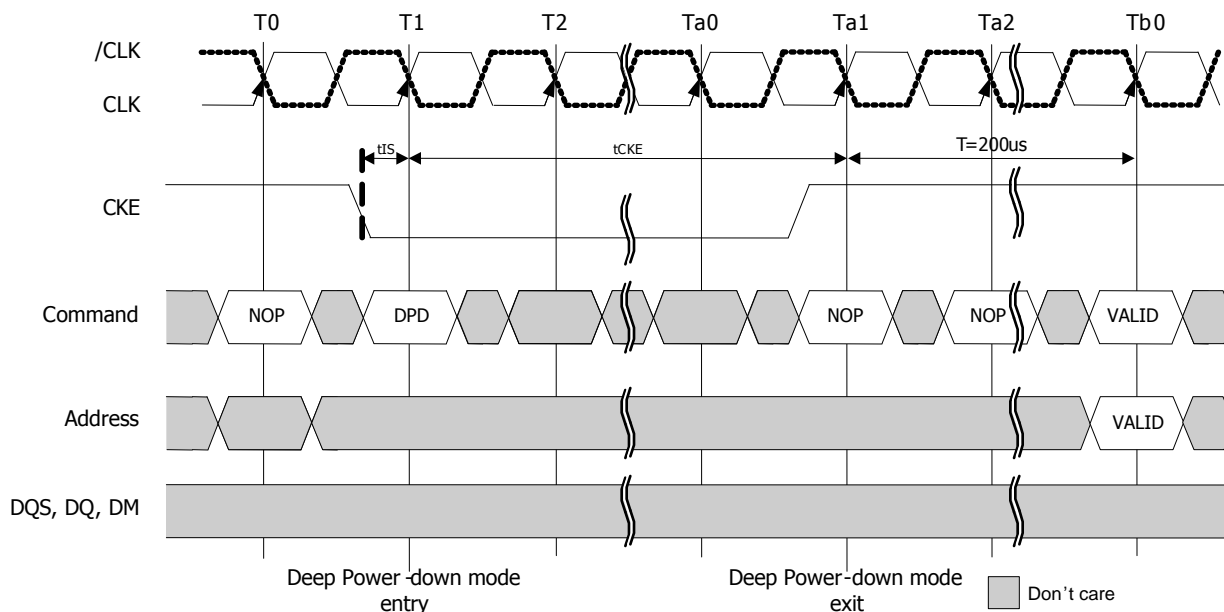 T0 T1 T2 Ta0 Ta1 Ta2 Tb0
/CLK
CLK
tIS tCKE T=200us
CKE
Command NOP DPD NOP NOP VALID
Address VALID
DQS, DQ, DM
Deep Power-down mode
entry
Deep Power-down mode
exit
Don't care